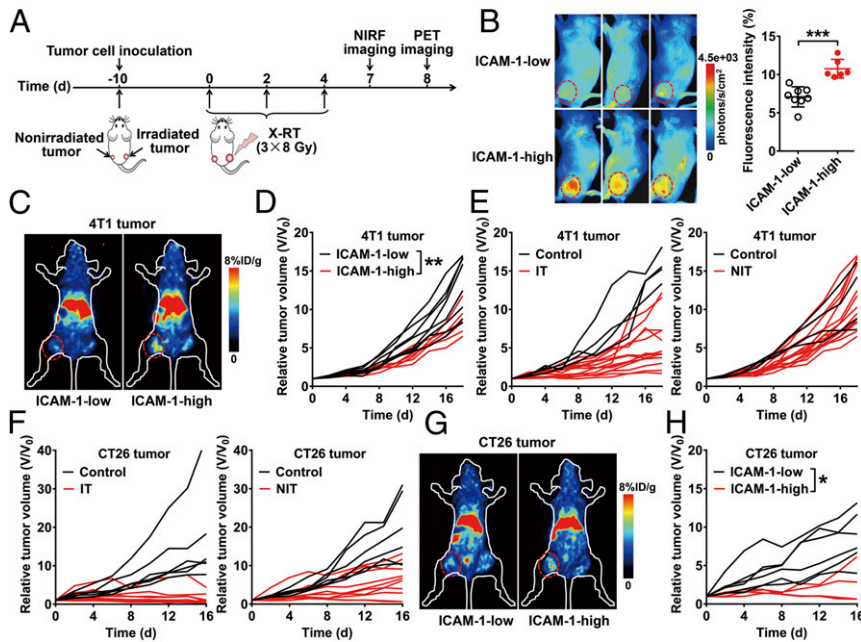 A
Tumor cell inoculation
NIRF imaging
PET imaging
Time (d)
-10
0
2
4
7
8
Nonirradiated tumor
Irradiated tumor
X-RT
(3×8 Gy)
B
ICAM-1-low
ICAM-1-high
4.5e+03
photons/s/cm²
0
Fluorescence Intensity (%)
15
10
5
0
***
ICAM-1-low
ICAM-1-high
C
4T1 tumor
8%ID/g
0
ICAM-1-low
ICAM-1-high
D
4T1 tumor
ICAM-1-low
ICAM-1-high
**
Relative tumor volume (V/V₀)
20
15
10
5
0
0 4 8 12 16
Time (d)
E
4T1 tumor
Control
IT
Relative tumor volume (V/V₀)
20
15
10
5
0
0 4 8 12 16
Time (d)
4T1 tumor
Control
NIT
Relative tumor volume (V/V₀)
20
15
10
5
0
0 4 8 12 16
Time (d)
F
CT26 tumor
Control
IT
Relative tumor volume (V/V₀)
40
30
20
10
0
0 4 8 12 16
Time (d)
CT26 tumor
Control
NIT
Relative tumor volume (V/V₀)
40
30
20
10
0
0 4 8 12 16
Time (d)
G
CT26 tumor
8%ID/g
0
ICAM-1-low
ICAM-1-high
H
CT26 tumor
ICAM-1-low
ICAM-1-high
*
Relative tumor volume (V/V₀)
20
15
10
5
0
0 4 8 12 16
Time (d)